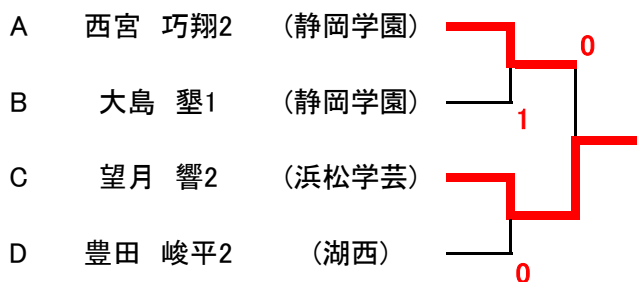 A 西宮 巧翔2 (静岡学園)
0
B 大島 墾1 (静岡学園)
1
C 望月 響2 (浜松学芸)
D 豊田 峻平2 (湖西)
0